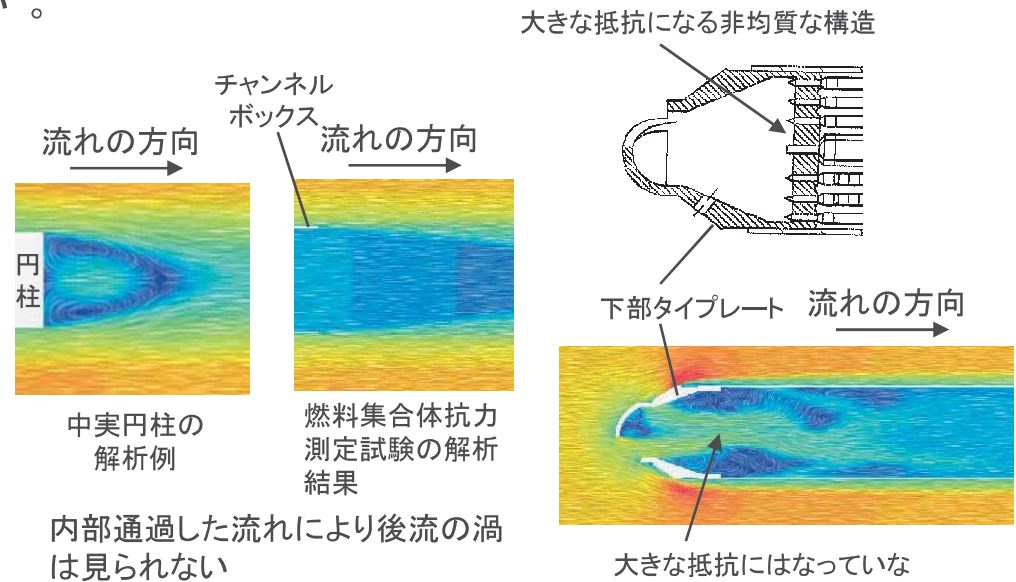 い。
大きな抵抗になる非均質な構造
チャンネル
ボックス
流れの方向
流れの方向
円
柱
下部タイプレート
流れの方向
中実円柱の
解析例
燃料集合体抗力
測定試験の解析
結果
内部通過した流れにより後流の渦
は見られない
大きな抵抗にはなっていな